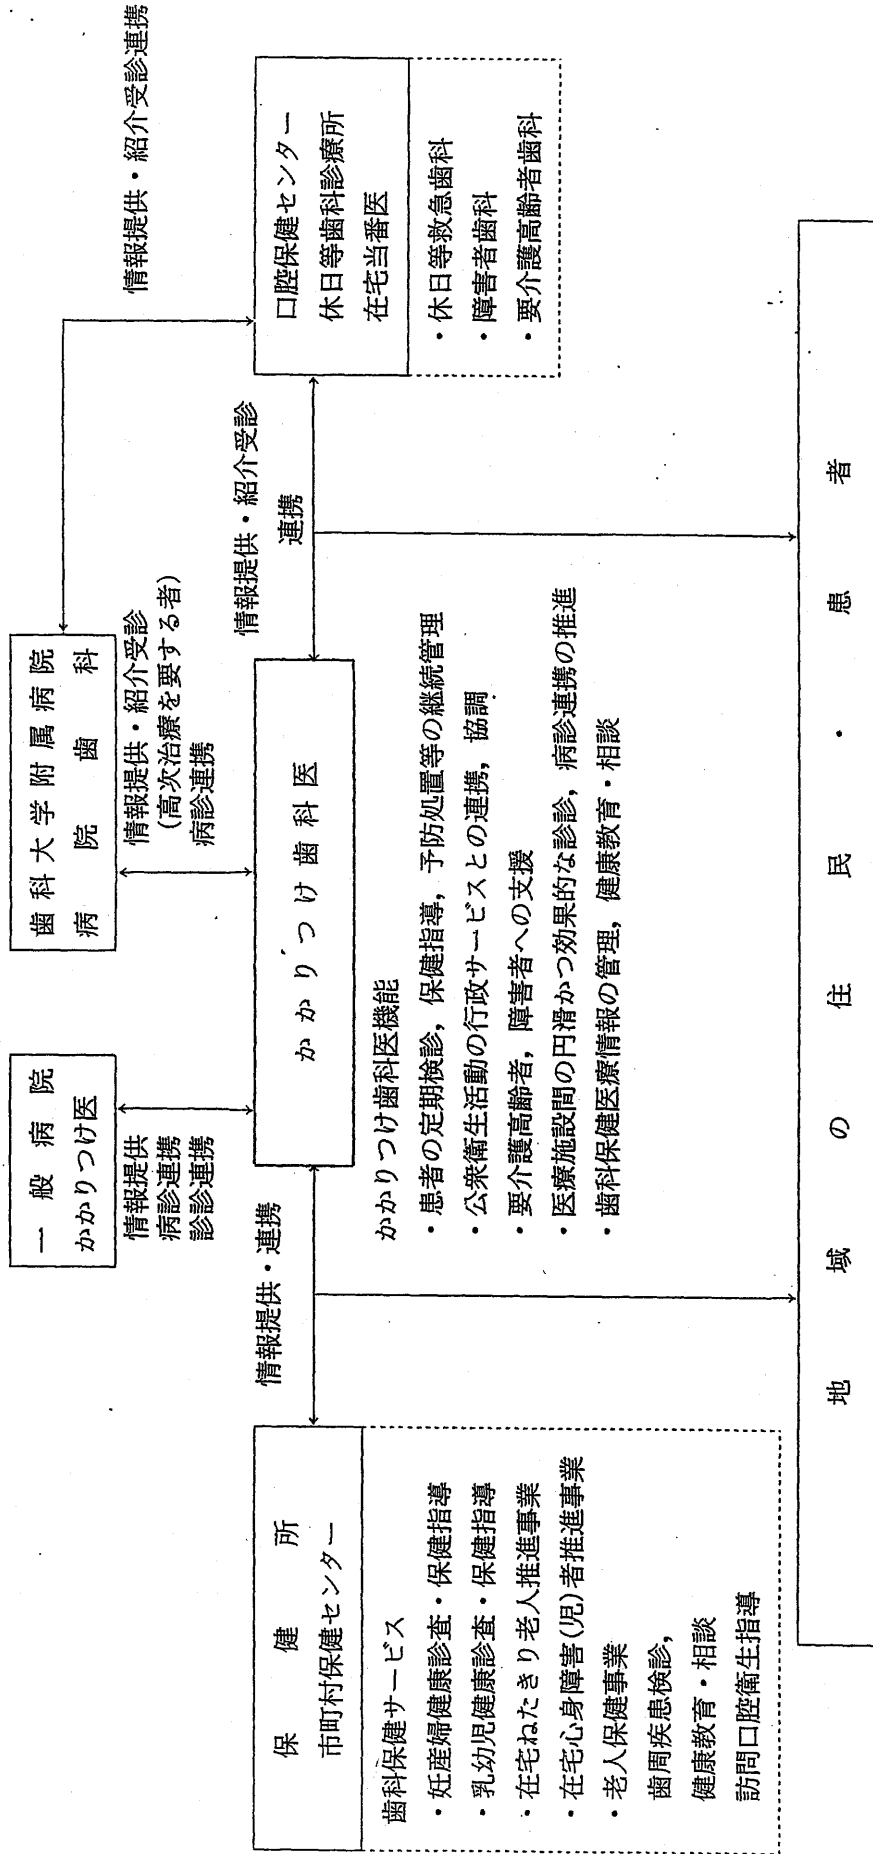 一般病院
かかりつけ医
歯科大学附属病院
病院歯科
情報提供
病診連携
診診連携
情報提供・紹介受診
(高次治療を要する者)
病診連携
情報提供・紹介受診連携
保健所
市町村保健センター
歯科保健サービス
・妊産婦健康診査・保健指導
・乳幼児健康診査・保健指導
・在宅ねたきり老人推進事業
・在宅心身障害(児)者推進事業
・老人保健事業
歯周疾患検診,
健康教育・相談
訪問口腔衛生指導
情報提供・連携
かかりつけ歯科医
かかりつけ歯科医機能
・患者の定期検診,保健指導,予防処置等の継続管理
・公衆衛生活動の行政サービスとの連携,協調
・要介護高齢者,障害者への支援
・医療施設間の円滑かつ効果的な診診,病診連携の推進
・歯科保健医療情報の管理,健康教育・相談
情報提供・紹介受診
連携
口腔保健センター
休日等歯科診療所
在宅当番医
・休日等救急歯科
・障害者歯科
・要介護高齢者歯科
地域の住民・患者